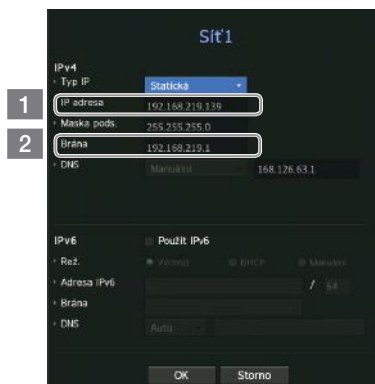 Síť1
IPv4
Typ IP Statická
1 IP adresa 192.168.219.139
Maska pods. 255.255.255.0
2 Brána 192.168.219.1
DNS Manuální 168.126.63.1
IPv6 Použít IPv6
Rež. Výchozí DHCP Manuální
Adresa IPv6 / 64
Brána
DNS Auto
OK Storno